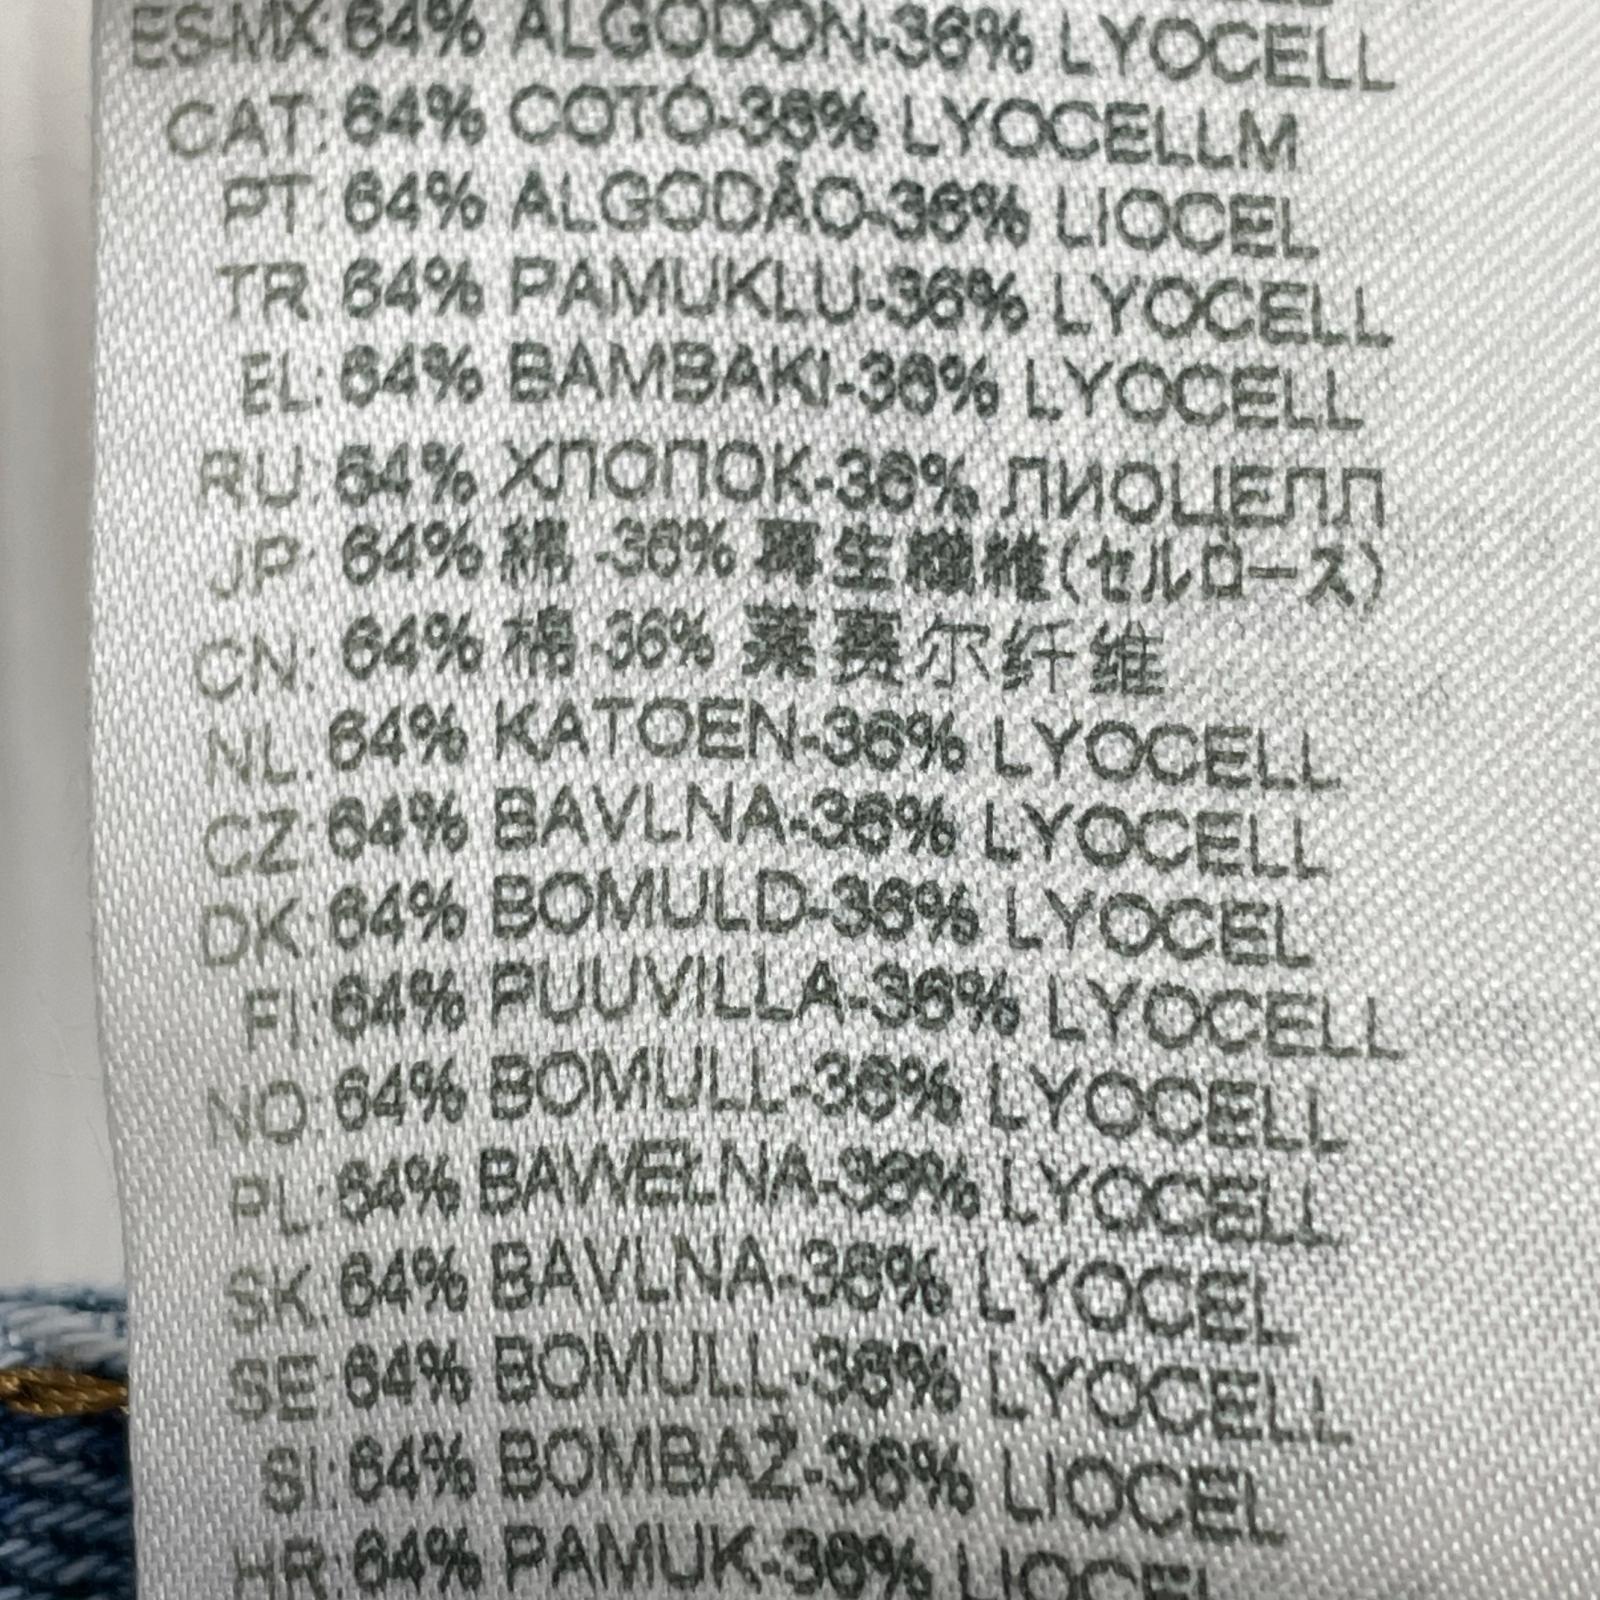 ES-MX: 64% ALGODÓN-36% LYOCELL
CAT: 64% COTÓ-36% LYOCELLM
PT: 64% ALGODÃO-36% LIOCEL
TR: 64% PAMUKLU-36% LYOCELL
EL: 64% BAMBAKI-36% LYOCELL
RU: 64% ХЛОПОК-36% ЛИОЦЕЛЛ
JP: 64% 綿 -36% 再生繊維(セルロース)
CN: 64% 棉 -36% 莱赛尔纤维
NL: 64% KATOEN-36% LYOCELL
CZ: 64% BAVLNA-36% LYOCELL
DK: 64% BOMULD-36% LYOCEL
FI: 64% PUUVILLA-36% LYOCELL
NO: 64% BOMULL-36% LYOCELL
PL: 64% BAWEŁNA-36% LYOCELL
SK: 64% BAVLNA-36% LYOCEL
SE: 64% BOMULL-36% LYOCELL
SI: 64% BOMBAŽ-36% LIOCEL
HR: 64% PAMUK-36% LIOCEL